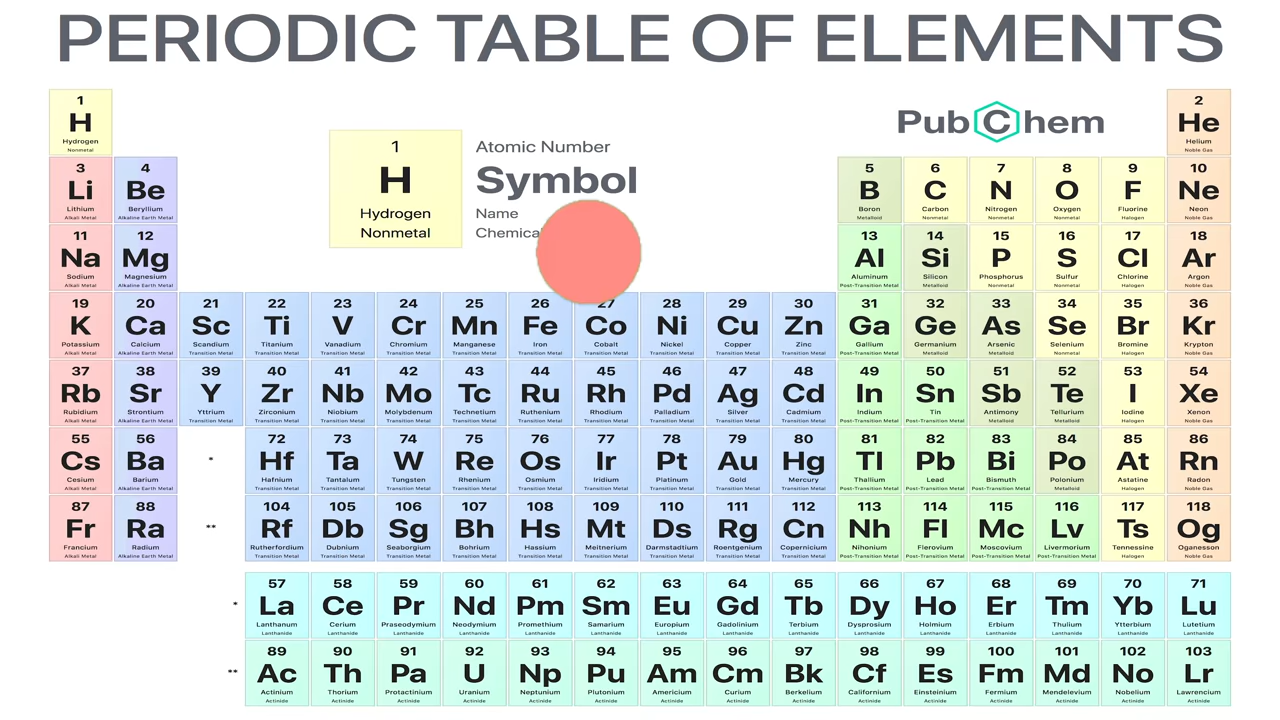 PERIODIC TABLE OF ELEMENTS
PubChem
1 H Hydrogen Nonmetal
Atomic Number
Symbol
Name
1 H Hydrogen Nonmetal
2 He Helium Noble Gas
3 Li Lithium Alkali Metal
4 Be Beryllium Alkaline Earth Metal
5 B Boron Metalloid
6 C Carbon Nonmetal
7 N Nitrogen Nonmetal
8 O Oxygen Nonmetal
9 F Fluorine Halogen
10 Ne Neon Noble Gas
11 Na Sodium Alkali Metal
12 Mg Magnesium Alkaline Earth Metal
13 Al Aluminum Post-Transition Metal
14 Si Silicon Metalloid
15 P Phosphorus Nonmetal
16 S Sulfur Nonmetal
17 Cl Chlorine Halogen
18 Ar Argon Noble Gas
19 K Potassium Alkali Metal
20 Ca Calcium Alkaline Earth Metal
21 Sc Scandium Transition Metal
22 Ti Titanium Transition Metal
23 V Vanadium Transition Metal
24 Cr Chromium Transition Metal
25 Mn Manganese Transition Metal
26 Fe Iron Transition Metal
27 Co Cobalt Transition Metal
28 Ni Nickel Transition Metal
29 Cu Copper Transition Metal
30 Zn Zinc Transition Metal
31 Ga Gallium Post-Transition Metal
32 Ge Germanium Metalloid
33 As Arsenic Metalloid
34 Se Selenium Nonmetal
35 Br Bromine Halogen
36 Kr Krypton Noble Gas
37 Rb Rubidium Alkali Metal
38 Sr Strontium Alkaline Earth Metal
39 Y Yttrium Transition Metal
40 Zr Zirconium Transition Metal
41 Nb Niobium Transition Metal
42 Mo Molybdenum Transition Metal
43 Tc Technetium Transition Metal
44 Ru Ruthenium Transition Metal
45 Rh Rhodium Transition Metal
46 Pd Palladium Transition Metal
47 Ag Silver Transition Metal
48 Cd Cadmium Transition Metal
49 In Indium Post-Transition Metal
50 Sn Tin Post-Transition Metal
51 Sb Antimony Metalloid
52 Te Tellurium Metalloid
53 I Iodine Halogen
54 Xe Xenon Noble Gas
55 Cs Cesium Alkali Metal
56 Ba Barium Alkaline Earth Metal
*
72 Hf Hafnium Transition Metal
73 Ta Tantalum Transition Metal
74 W Tungsten Transition Metal
75 Re Rhenium Transition Metal
76 Os Osmium Transition Metal
77 Ir Iridium Transition Metal
78 Pt Platinum Transition Metal
79 Au Gold Transition Metal
80 Hg Mercury Transition Metal
81 Tl Thallium Post-Transition Metal
82 Pb Lead Post-Transition Metal
83 Bi Bismuth Post-Transition Metal
84 Po Polonium Metalloid
85 At Astatine Halogen
86 Rn Radon Noble Gas
87 Fr Francium Alkali Metal
88 Ra Radium Alkaline Earth Metal
**
104 Rf Rutherfordium Transition Metal
105 Db Dubnium Transition Metal
106 Sg Seaborgium Transition Metal
107 Bh Bohrium Transition Metal
108 Hs Hassium Transition Metal
109 Mt Meitnerium Transition Metal
110 Ds Darmstadtium Transition Metal
111 Rg Roentgenium Transition Metal
112 Cn Copernicium Transition Metal
113 Nh Nihonium Post-Transition Metal
114 Fl Flerovium Post-Transition Metal
115 Mc Moscovium Post-Transition Metal
116 Lv Livermorium Post-Transition Metal
117 Ts Tennessine Halogen
118 Og Oganesson Noble Gas
*
57 La Lanthanum Lanthanide
58 Ce Cerium Lanthanide
59 Pr Praseodymium Lanthanide
60 Nd Neodymium Lanthanide
61 Pm Promethium Lanthanide
62 Sm Samarium Lanthanide
63 Eu Europium Lanthanide
64 Gd Gadolinium Lanthanide
65 Tb Terbium Lanthanide
66 Dy Dysprosium Lanthanide
67 Ho Holmium Lanthanide
68 Er Erbium Lanthanide
69 Tm Thulium Lanthanide
70 Yb Ytterbium Lanthanide
71 Lu Lutetium Lanthanide
**
89 Ac Actinium Actinide
90 Th Thorium Actinide
91 Pa Protactinium Actinide
92 U Uranium Actinide
93 Np Neptunium Actinide
94 Pu Plutonium Actinide
95 Am Americium Actinide
96 Cm Curium Actinide
97 Bk Berkelium Actinide
98 Cf Californium Actinide
99 Es Einsteinium Actinide
100 Fm Fermium Actinide
101 Md Mendelevium Actinide
102 No Nobelium Actinide
103 Lr Lawrencium Actinide